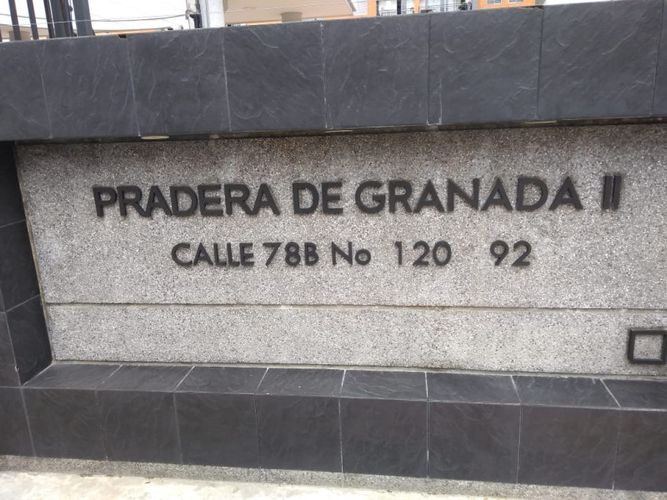 PRADERA DE GRANADA II
CALLE 78B No 120 92